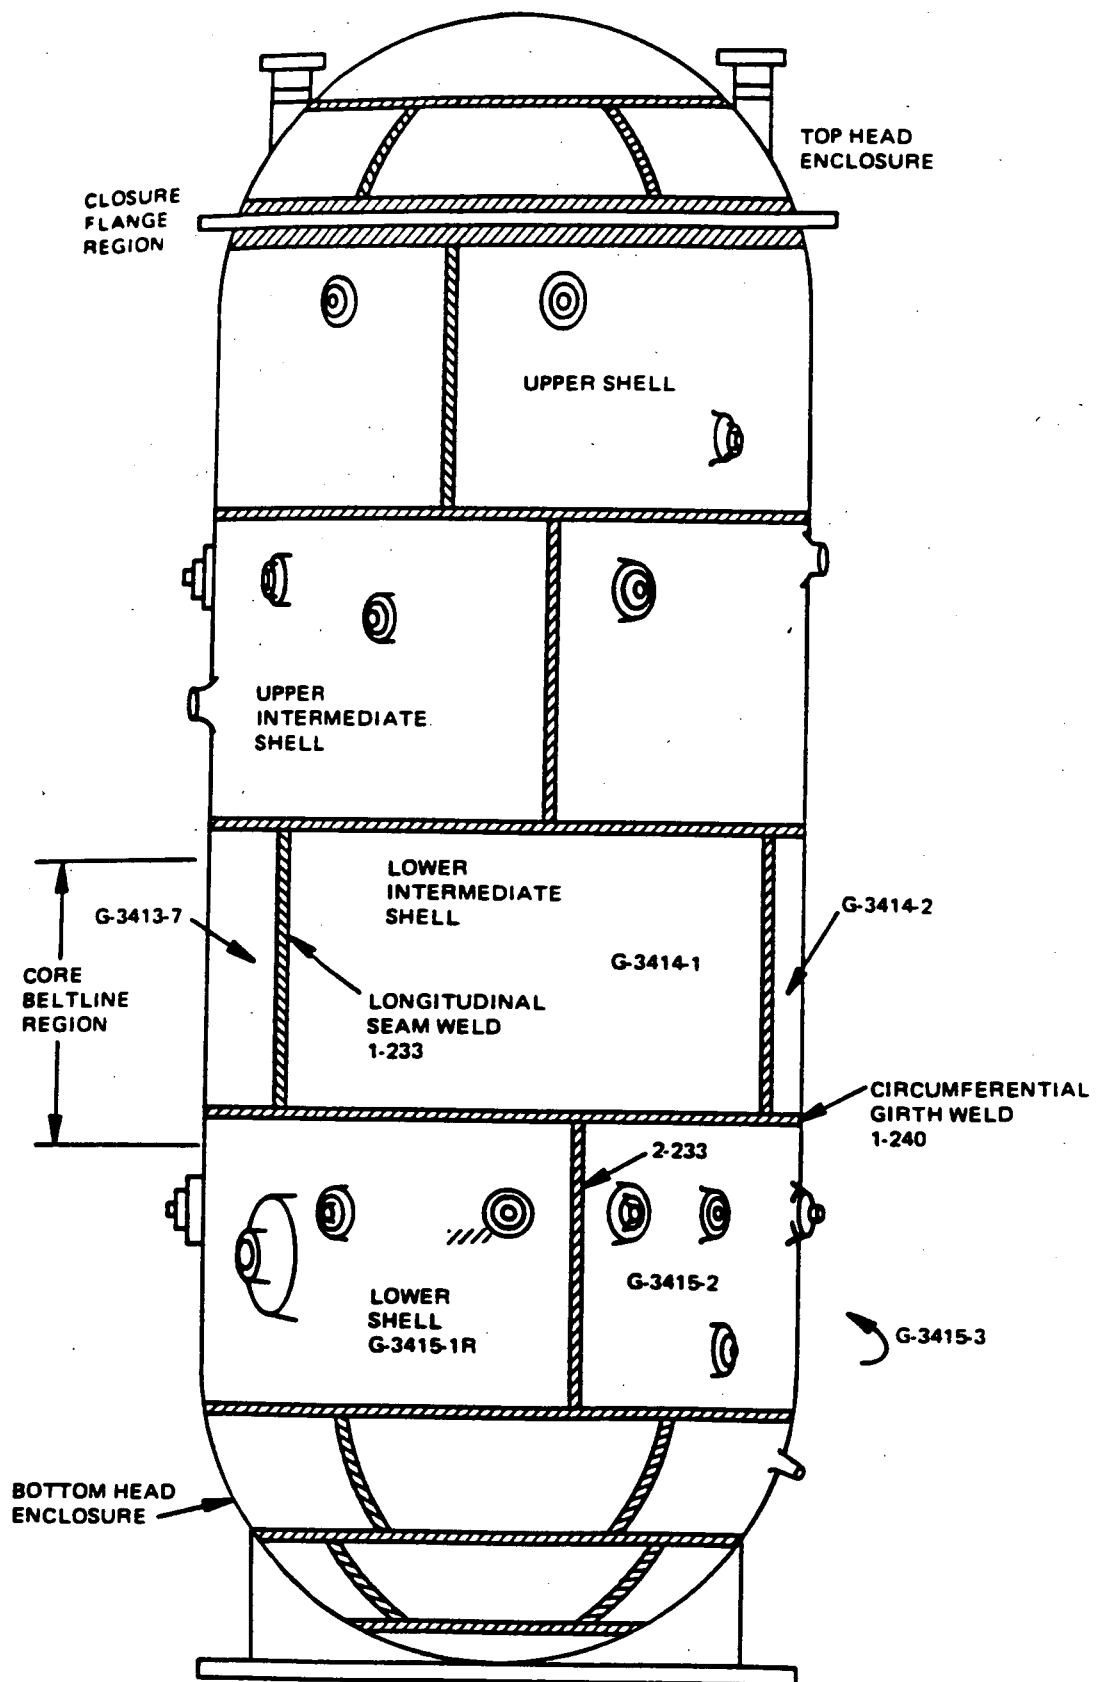 TOP HEAD
ENCLOSURE
CLOSURE
FLANGE
REGION
UPPER SHELL
UPPER
INTERMEDIATE
SHELL
LOWER
INTERMEDIATE
SHELL
G-3413-7
G-3414-2
G-3414-1
CORE
BELTLINE
REGION
LONGITUDINAL
SEAM WELD
1-233
CIRCUMFERENTIAL
GIRTH WELD
1-240
2-233
G-3415-2
LOWER
SHELL
G-3415-1R
G-3415-3
BOTTOM HEAD
ENCLOSURE